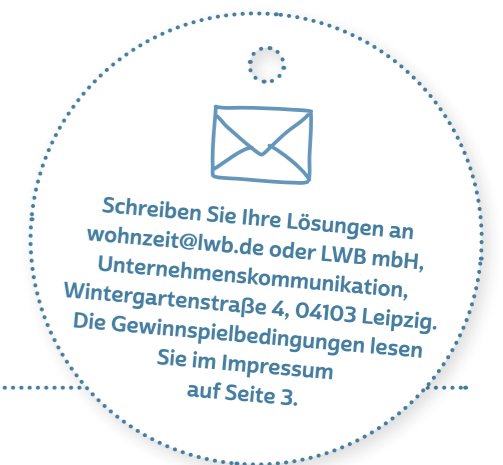 Schreiben Sie Ihre Lösungen an
wohnzeit@lwb.de oder LWB mbH,
Unternehmenskommunikation,
Wintergartenstraße 4, 04103 Leipzig.
Die Gewinnspielbedingungen lesen
Sie im Impressum
auf Seite 3.